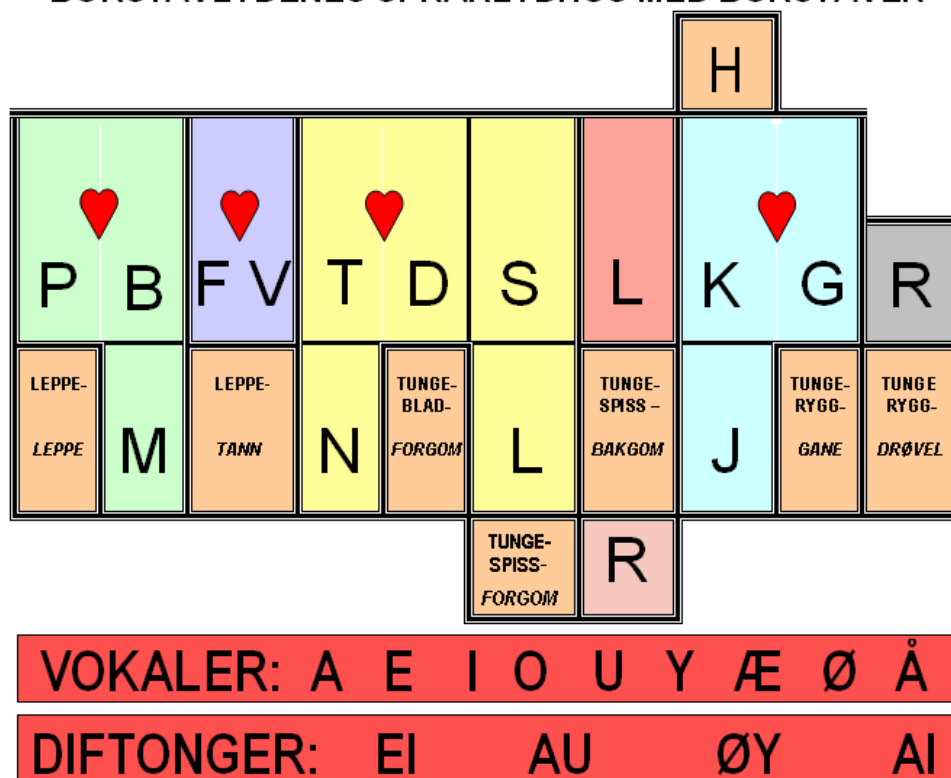 H
P B F V T D S L K G R
LEPPE- LEPPE- TUNGE- TUNGE- TUNGE- TUNGE
BLAD- SPISS – RYGG- RYGG-
LEPPE M TANN N FORGOM L BAKGOM J GANE DRØVEL
TUNGE-
SPISS- R
FORGOM
VOKALER: A E I O U Y Æ Ø Å
DIFTONGER: EI AU ØY AI